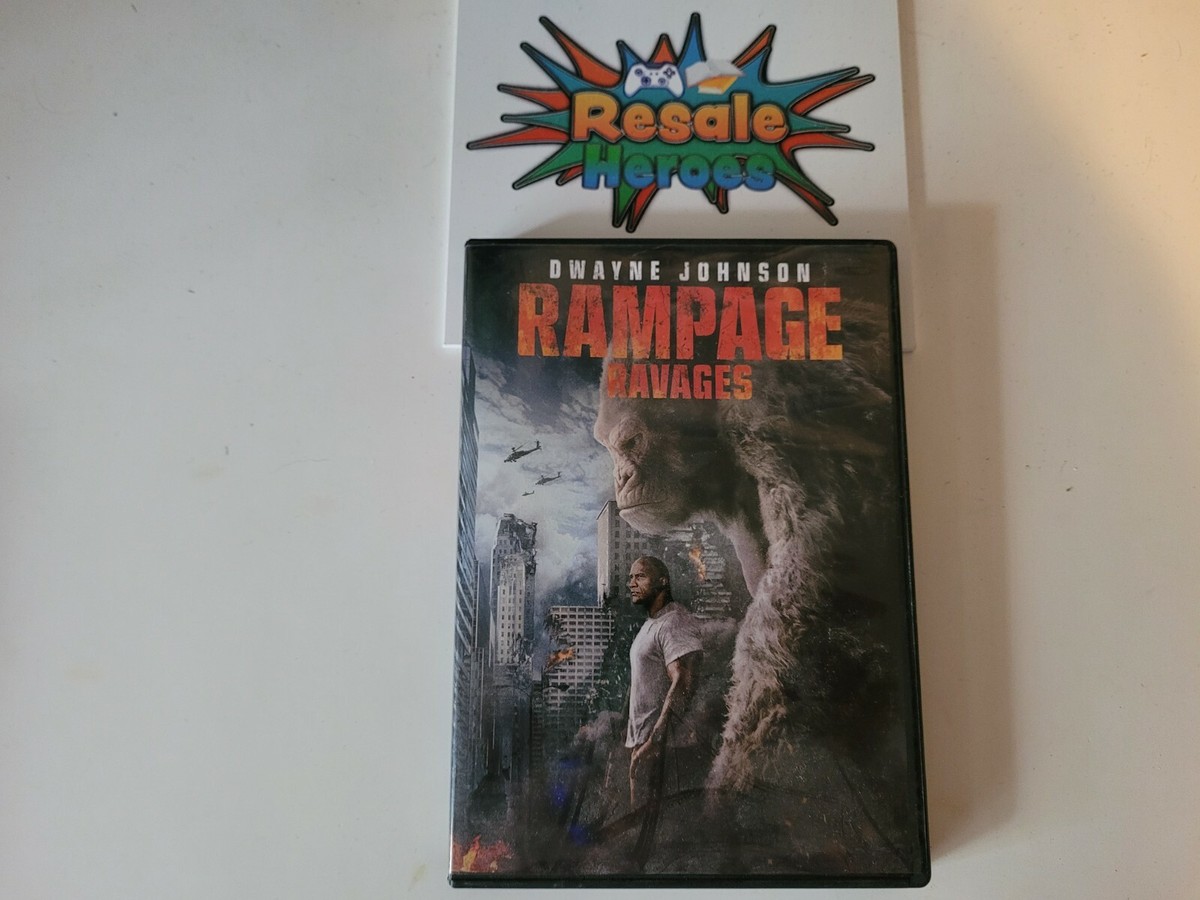 Resale
Heroes
DWAYNE JOHNSON
RAMPAGE
RAVAGES